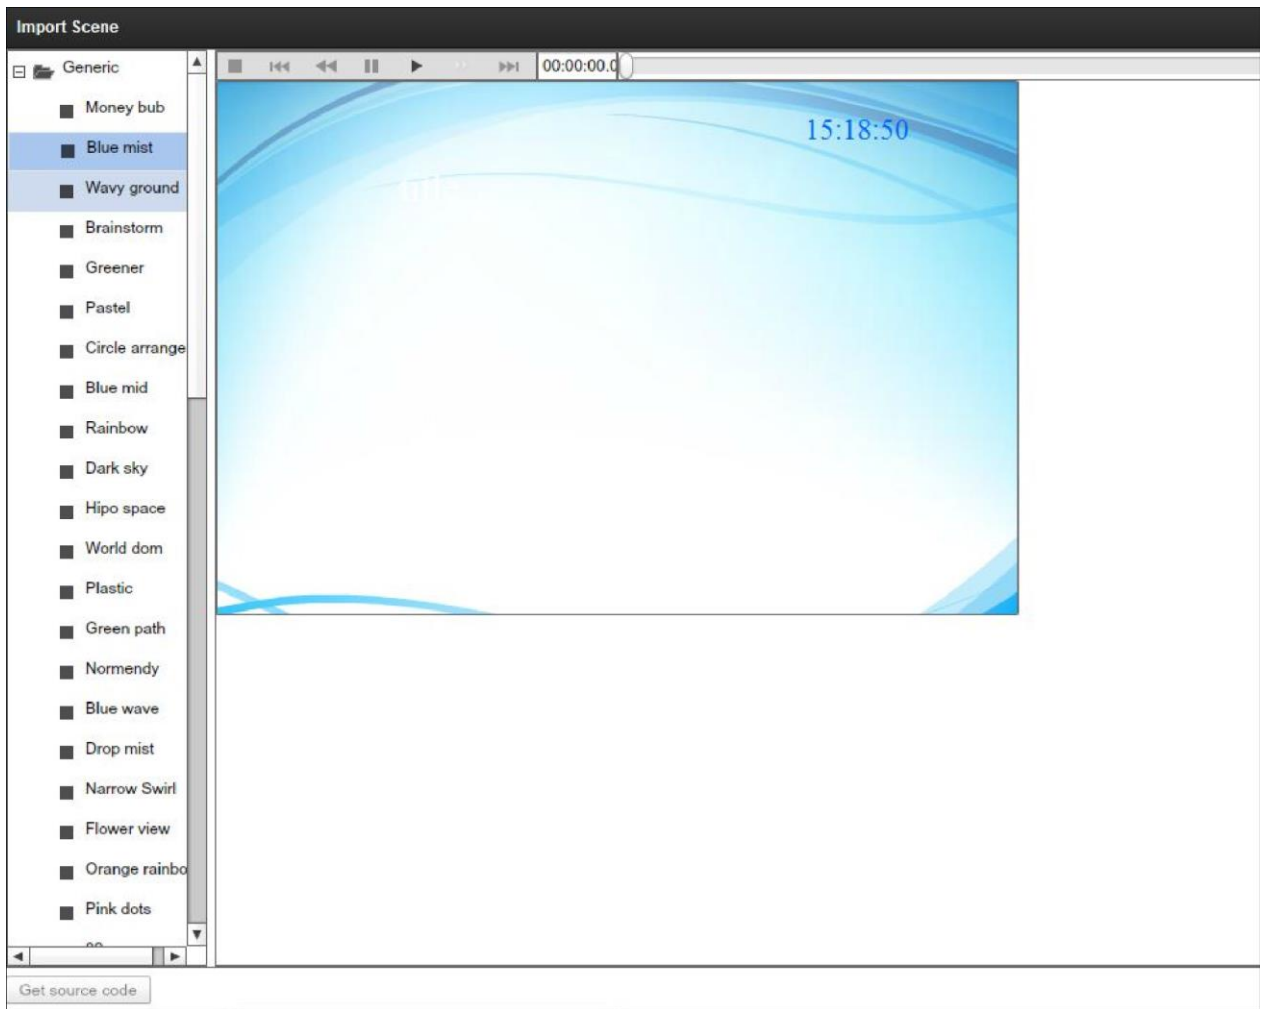 Import Scene
Generic
Money bub
Blue mist
Wavy ground
Brainstorm
Greener
Pastel
Circle arrange
Blue mid
Rainbow
Dark sky
Hipo space
World dom
Plastic
Green path
Normendy
Blue wave
Drop mist
Narrow Swirl
Flower view
Orange rainbo
Pink dots
00:00:00.0
15:18:50
Get source code